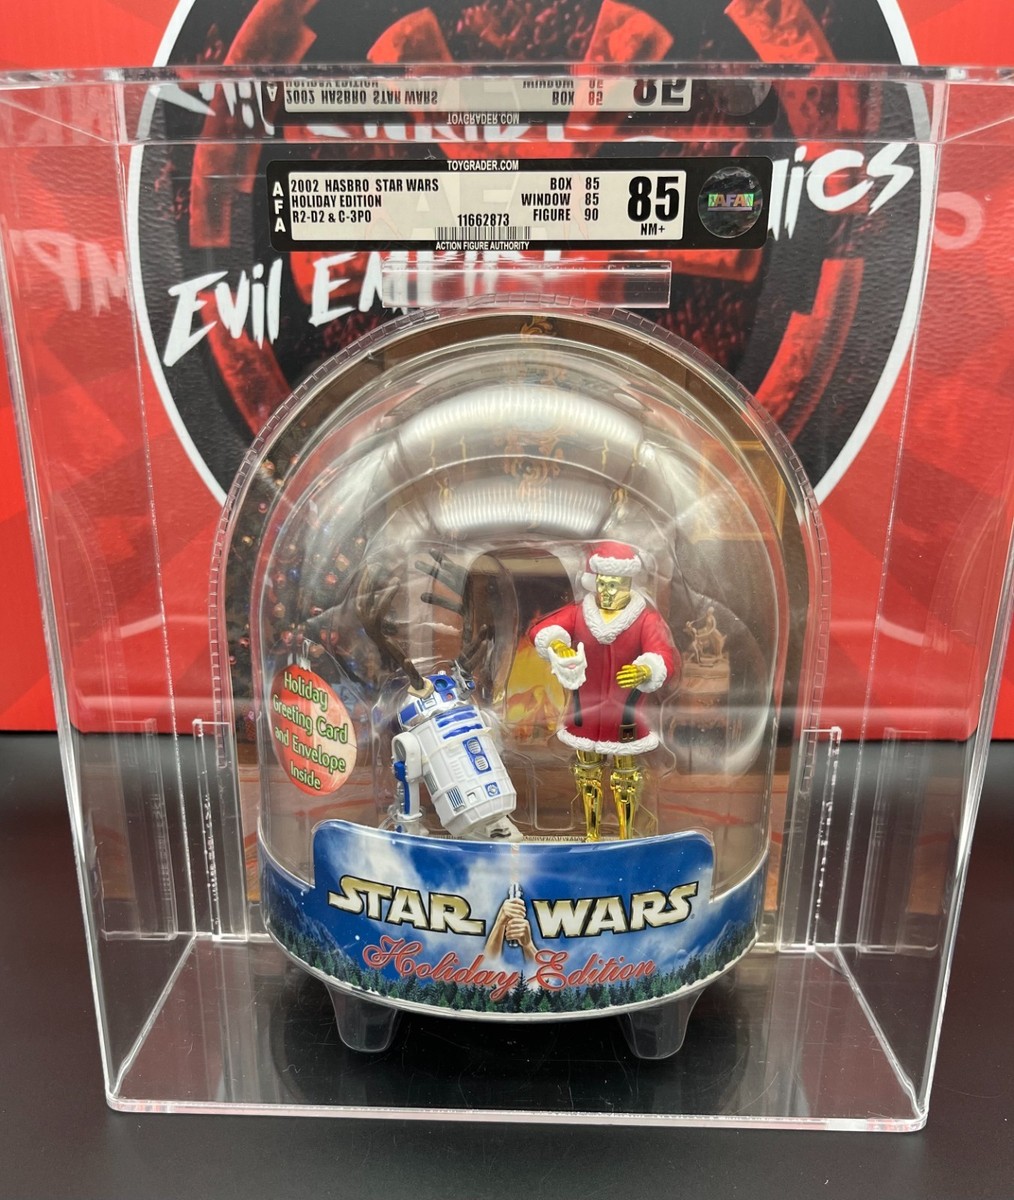 TOYGRADER.COM
AFA
2002 HASBRO STAR WARS
HOLIDAY EDITION
R2-D2 & C-3PO
11662873
BOX 85
WINDOW 85
FIGURE 90
85
NM+
AFA
ACTION FIGURE AUTHORITY
EVIL EMPIRE
Holiday
Greeting Card
and Envelope
Inside
STAR WARS
Holiday Edition